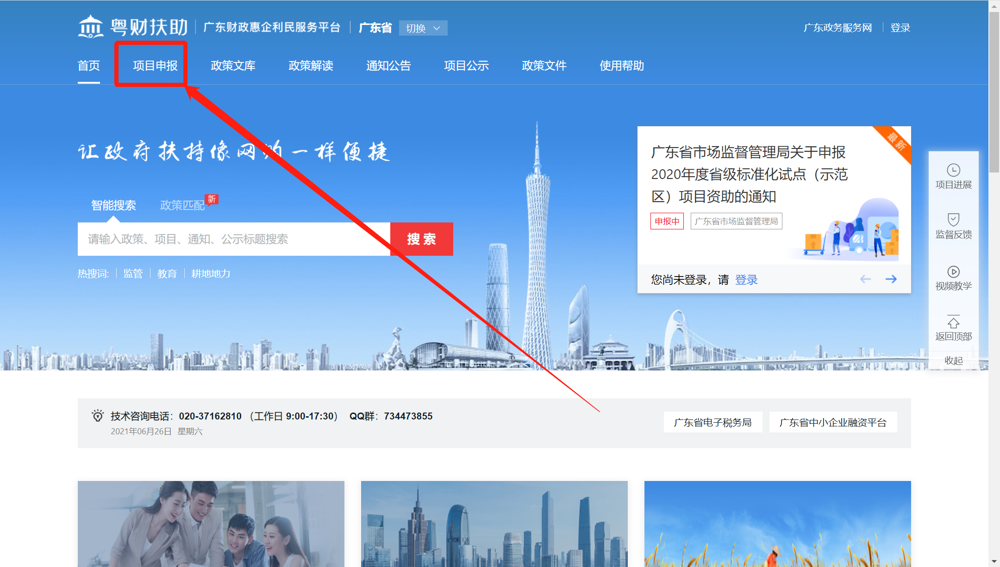 粤财扶助
广东财政惠企利民服务平台
广东省
切换
广东政务服务网
登录
首页
项目申报
政策文库
政策解读
通知公告
项目公示
政策文件
使用帮助
让政府扶持像网购一样便捷
智能搜索
政策匹配
新
请输入政策、项目、通知、公示标题搜索
搜 索
热搜词:
监管
教育
耕地地力
最新
广东省市场监督管理局关于申报
2020年度省级标准化试点（示范
区）项目资助的通知
申报中
广东省市场监督管理局
您尚未登录，请 登录
项目进展
监督反馈
视频教学
返回顶部
收起
技术咨询电话：020-37162810 （工作日 9:00-17:30） QQ群：734473855
2021年06月26日 星期六
广东省电子税务局
广东省中小企业融资平台